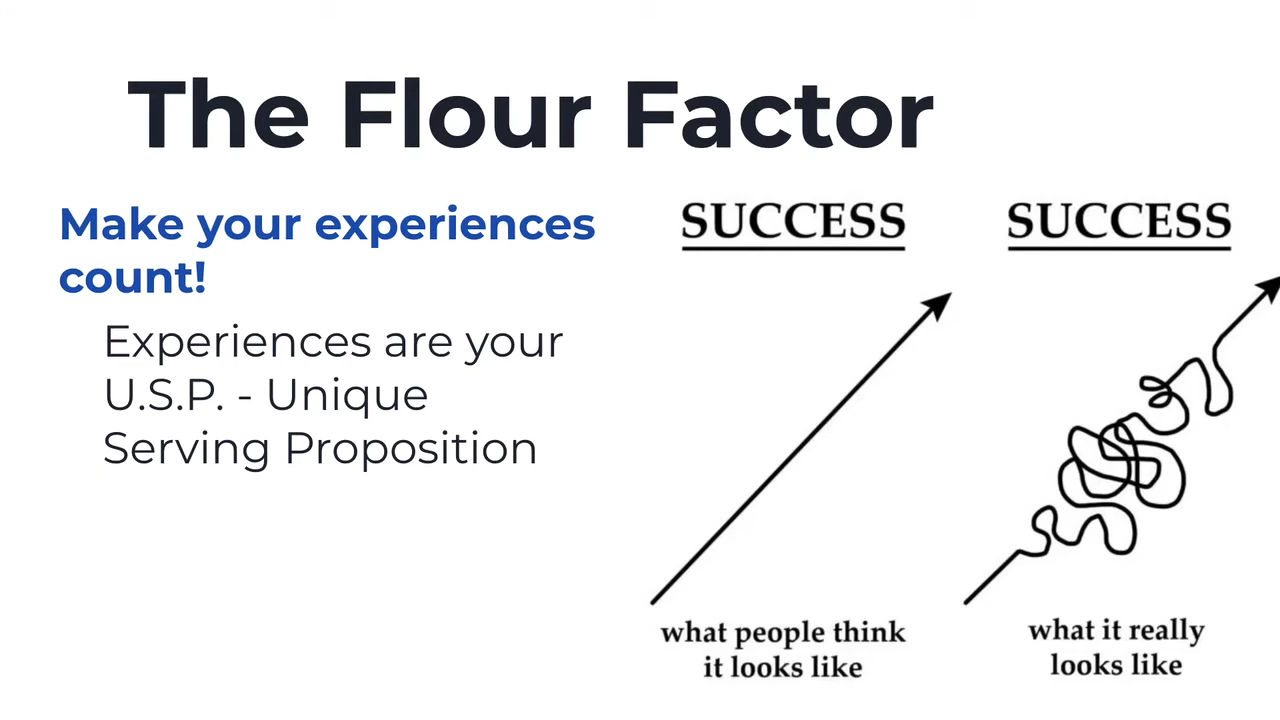 The Flour Factor
Make your experiences
count!
Experiences are your
U.S.P. - Unique
Serving Proposition
SUCCESS
what people think
it looks like
SUCCESS
what it really
looks like